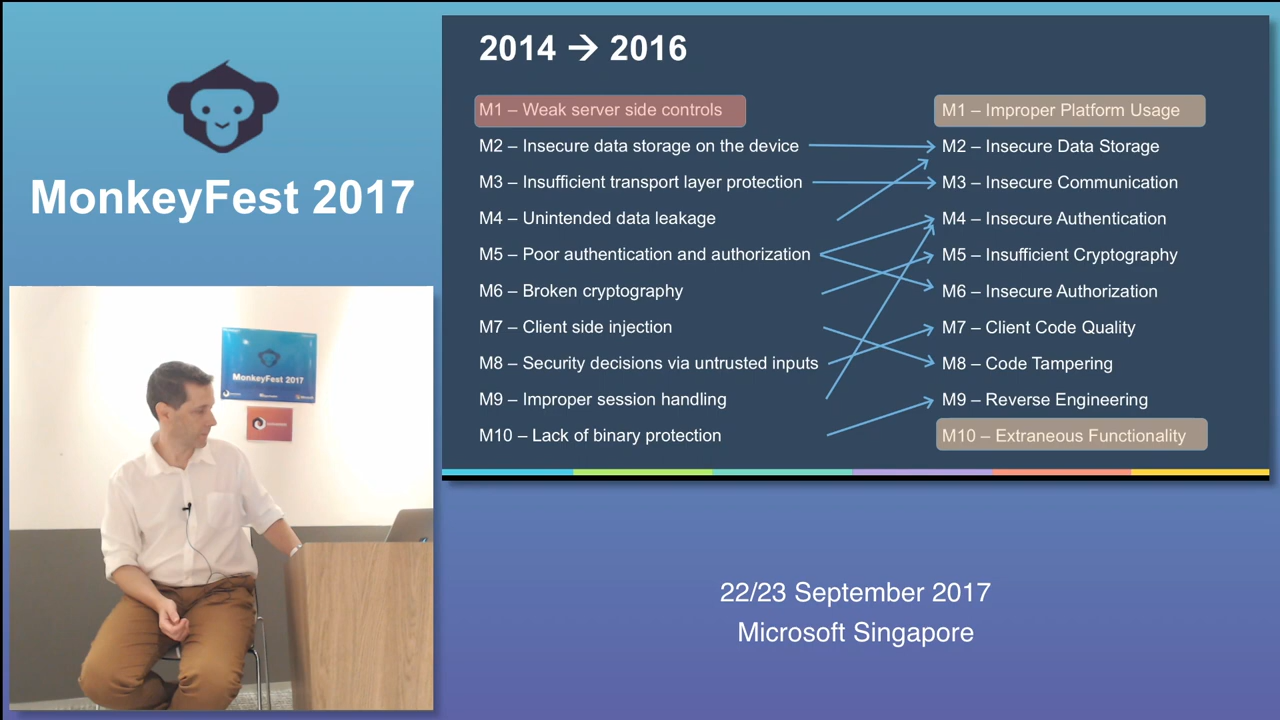 MonkeyFest 2017
2014 → 2016
M1 – Weak server side controls
M2 – Insecure data storage on the device
M3 – Insufficient transport layer protection
M4 – Unintended data leakage
M5 – Poor authentication and authorization
M6 – Broken cryptography
M7 – Client side injection
M8 – Security decisions via untrusted inputs
M9 – Improper session handling
M10 – Lack of binary protection
M1 – Improper Platform Usage
M2 – Insecure Data Storage
M3 – Insecure Communication
M4 – Insecure Authentication
M5 – Insufficient Cryptography
M6 – Insecure Authorization
M7 – Client Code Quality
M8 – Code Tampering
M9 – Reverse Engineering
M10 – Extraneous Functionality
MonkeyFest 2017
22/23 September 2017
Microsoft Singapore